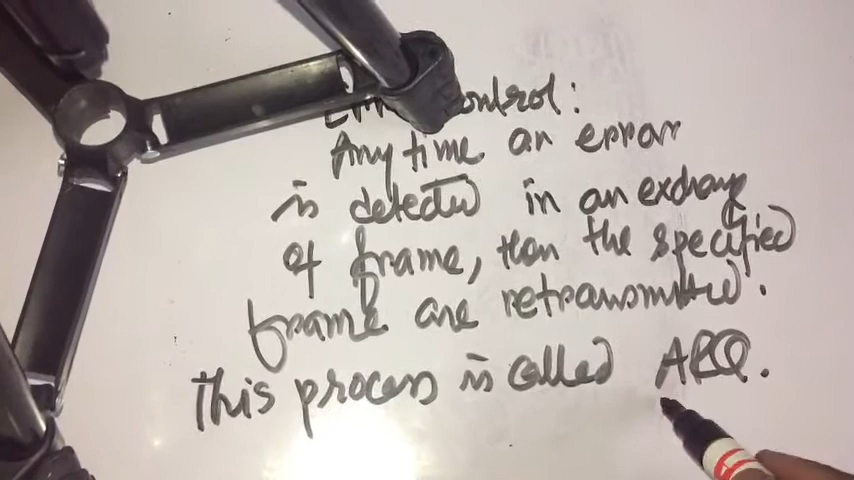 Error Control:
Any time an error
is detected in an exchange
of frame, then the specified
frame are retransmitted.
This process is called ARQ.